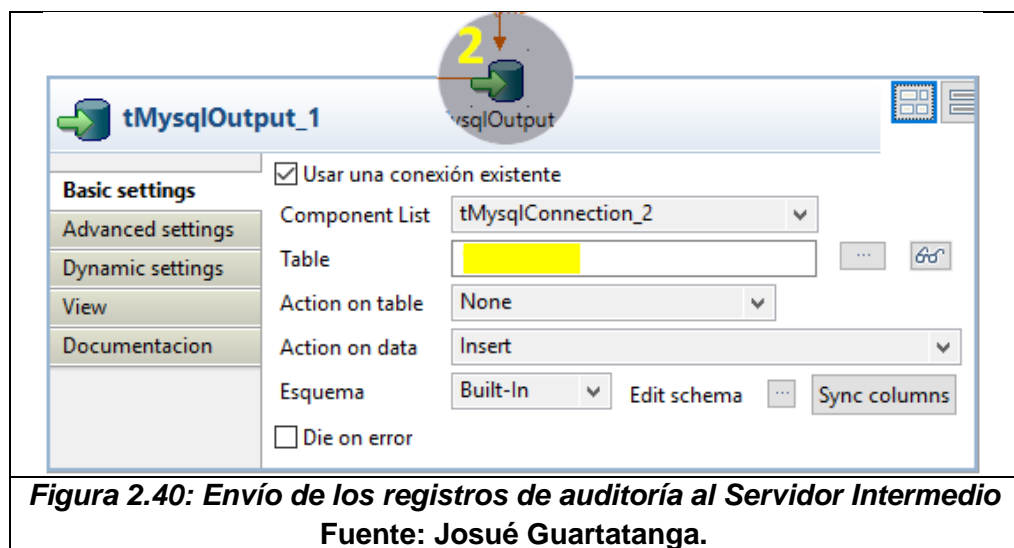 2
ysqlOutput
tMysqlOutput_1
Basic settings
Advanced settings
Dynamic settings
View
Documentacion
Usar una conexión existente
Component List tMysqlConnection_2
Table ...
Action on table None
Action on data Insert
Esquema Built-In Edit schema ... Sync columns
Die on error
Figura 2.40: Envío de los registros de auditoría al Servidor Intermedio
Fuente: Josué Guartatanga.